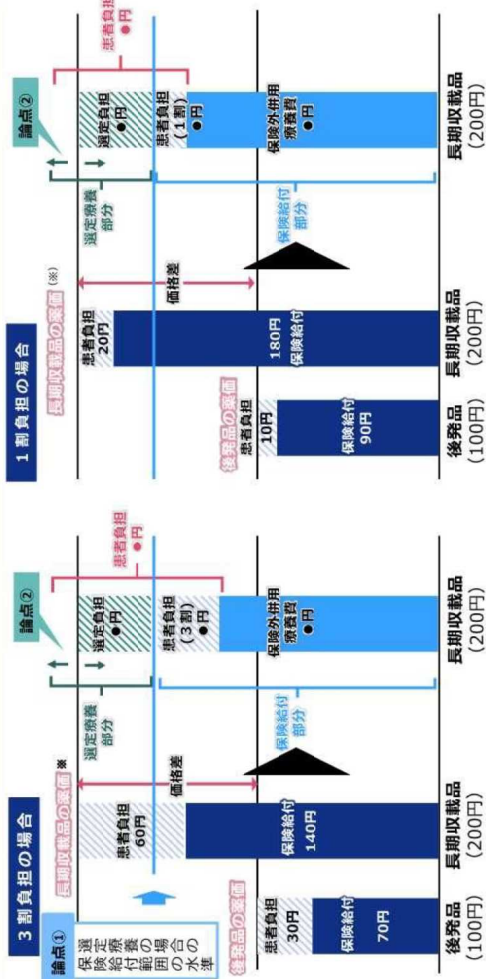 3割負担の場合
論点①
選定療養の場合の
保険給付範囲の水準
長期収載品の薬価※
後発品の薬価
患者負担
30円
保険給付
70円
後発品
(100円)
患者負担
60円
保険給付
140円
長期収載品
(200円)
価格差
論点②
選定療養
部分
保険給付
部分
選定負担
●円
患者負担
(3割)
●円
保険外併用
療養費
●円
患者負担
●円
長期収載品
(200円)
1割負担の場合
長期収載品の薬価(※)
後発品の薬価
患者負担
10円
保険給付
90円
後発品
(100円)
患者負担
20円
180円
保険給付
長期収載品
(200円)
価格差
論点②
選定療養
部分
保険給付
部分
選定負担
●円
患者負担
(1割)
●円
保険外併用
療養費
●円
患者負担
●円
長期収載品
(200円)